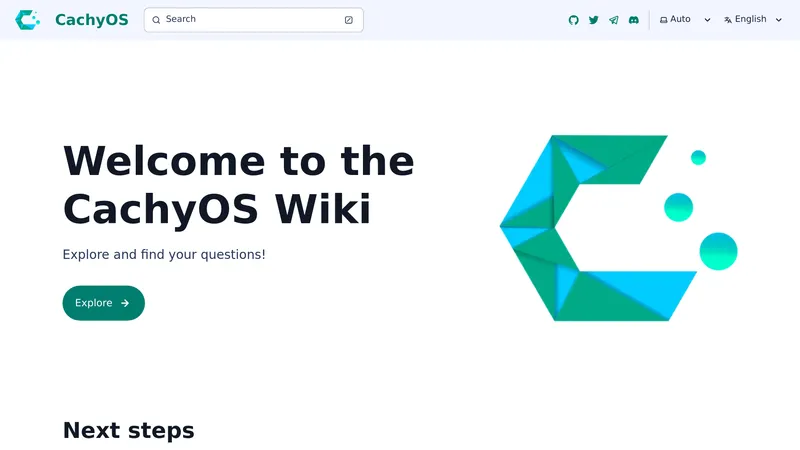 CachyOS
Search
Auto
English
Welcome to the
CachyOS Wiki
Explore and find your questions!
Explore
Next steps